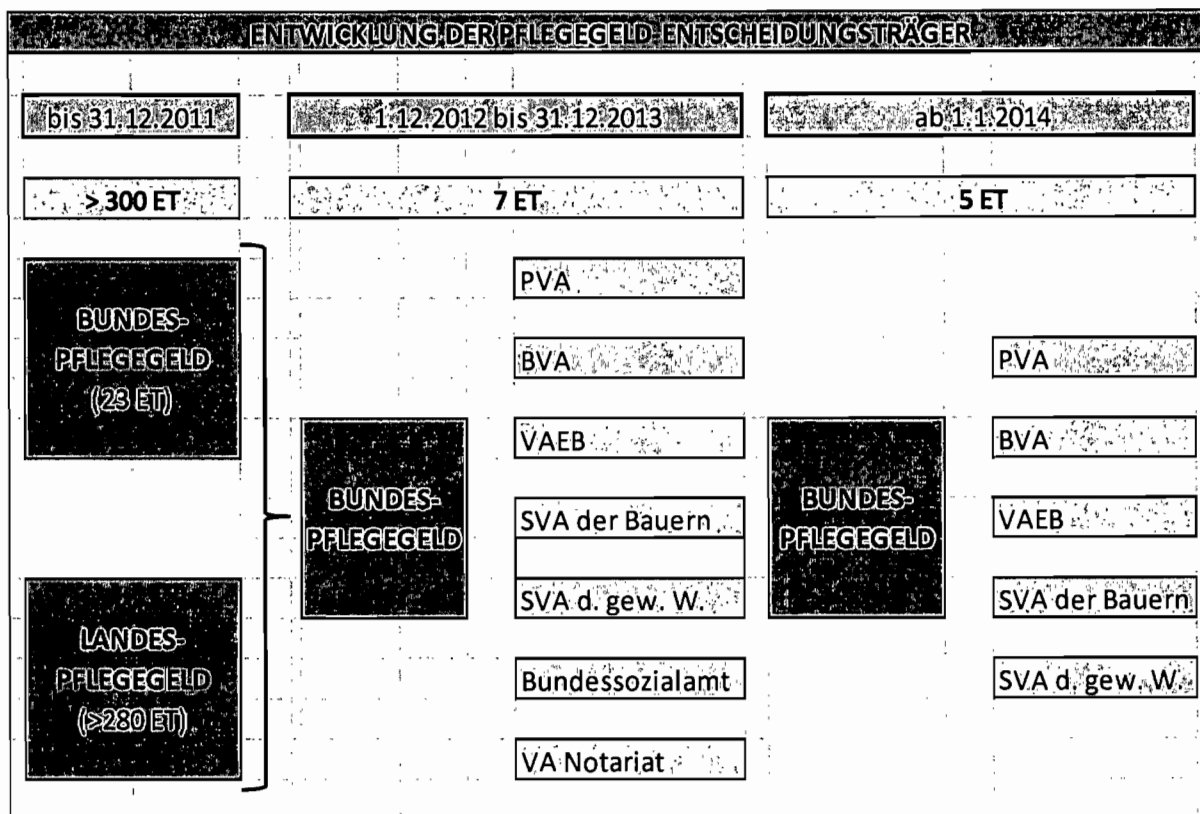 ENTWICKLUNG DER PFLEGEGELD-ENTSCHEIDUNGSTRÄGER
bis 31.12.2011
1.12.2012 bis 31.12.2013
ab 1.1.2014
> 300 ET
7 ET
5 ET
BUNDES-
PFLEGEGELD
(23 ET)
LANDES-
PFLEGEGELD
(>280 ET)
BUNDES-
PFLEGEGELD
PVA
BVA
VAEB
SVA der Bauern
SVA d. gew. W.
Bundessozialamt
VA Notariat
BUNDES-
PFLEGEGELD
PVA
BVA
VAEB
SVA der Bauern
SVA d. gew. W.